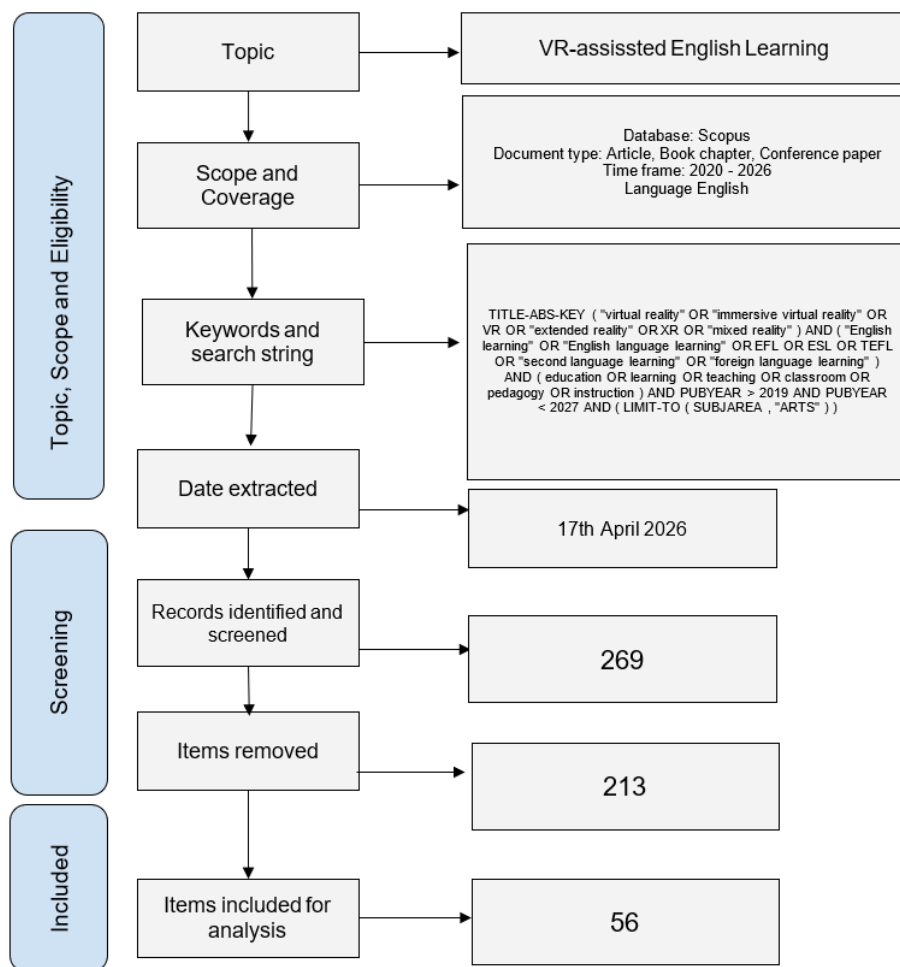 Topic, Scope and Eligibility
Topic
VR-assissted English Learning
Scope and
Coverage
Database: Scopus
Document type: Article, Book chapter, Conference paper
Time frame: 2020 - 2026
Language English
Keywords and
search string
TITLE-ABS-KEY ( "virtual reality" OR "immersive virtual reality" OR
VR OR "extended reality" OR XR OR "mixed reality" ) AND ( "English
learning" OR "English language learning" OR EFL OR ESL OR TEFL
OR "second language learning" OR "foreign language learning" )
AND ( education OR learning OR teaching OR classroom OR
pedagogy OR instruction ) AND PUBYEAR > 2019 AND PUBYEAR
< 2027 AND ( LIMIT-TO ( SUBJAREA , "ARTS" ) )
Date extracted
17th April 2026
Screening
Records identified and
screened
269
Items removed
213
Included
Items included for
analysis
56